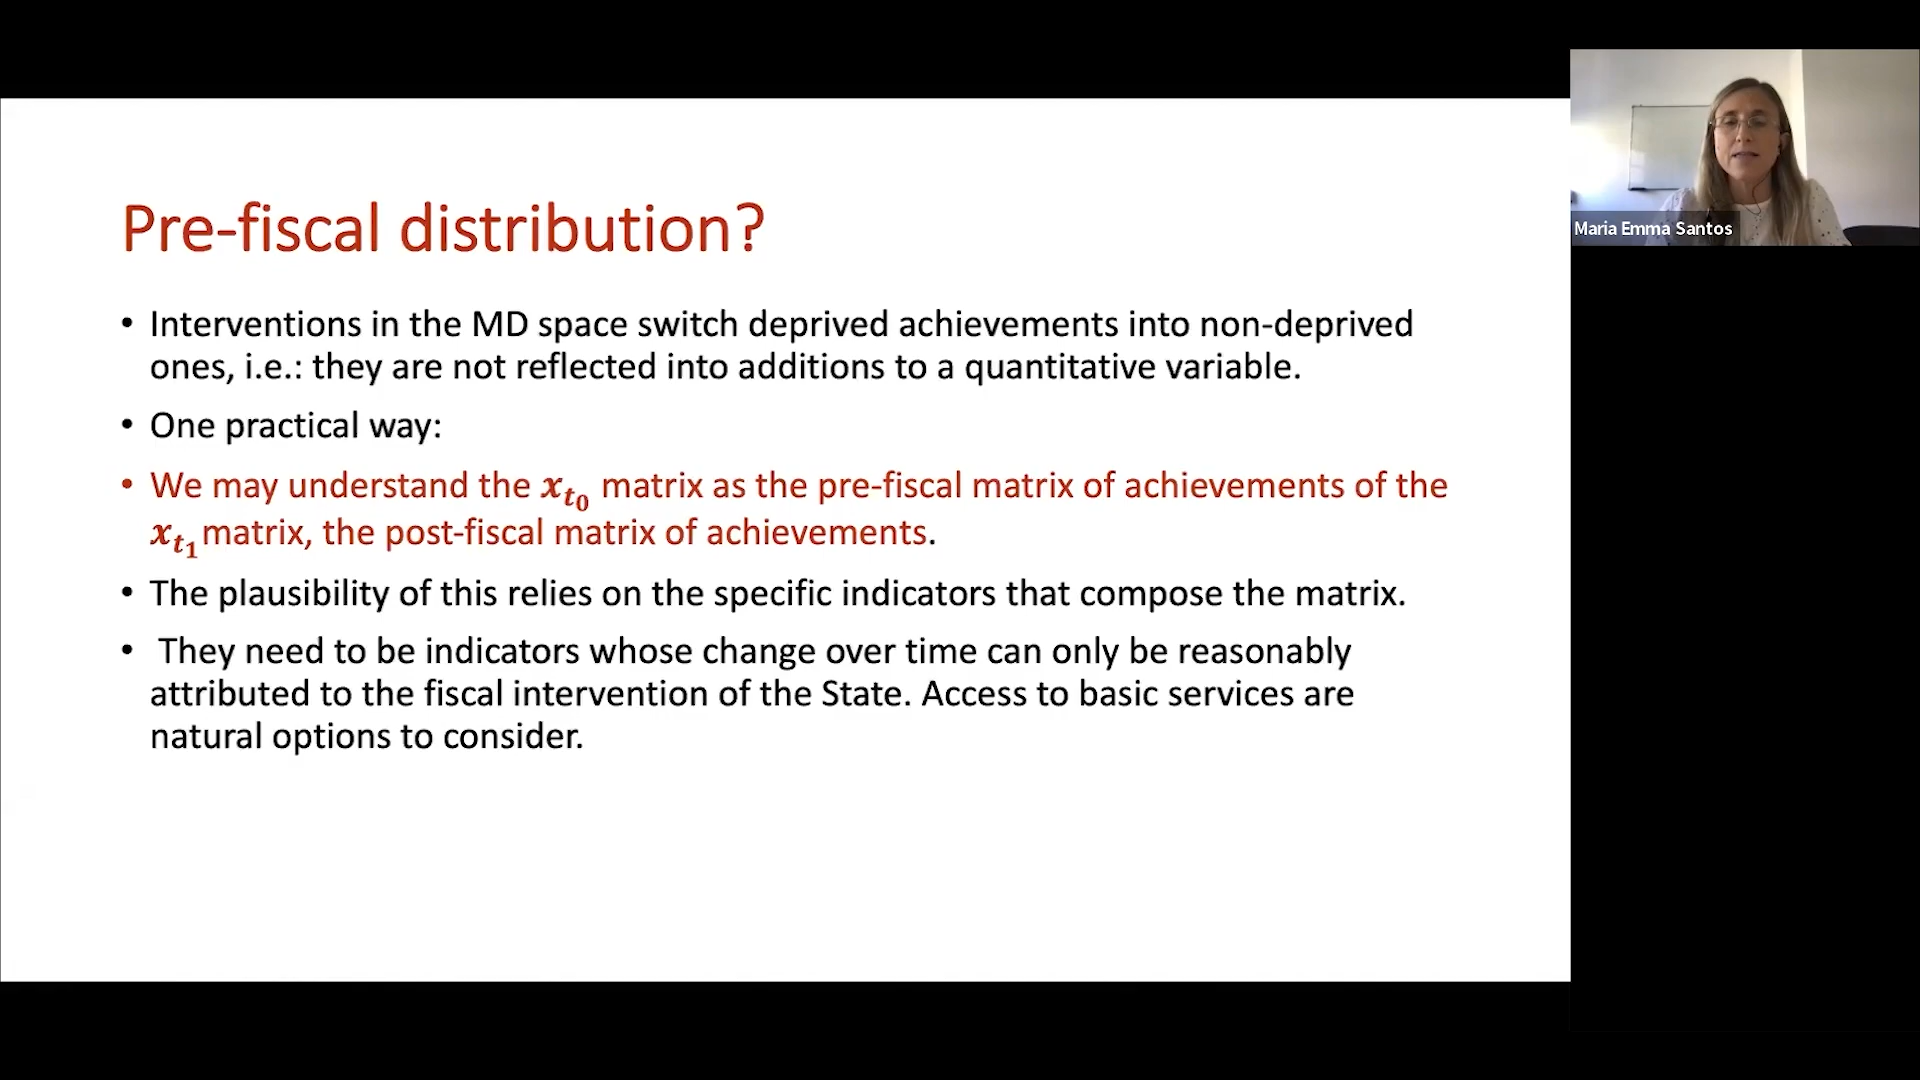 Pre-fiscal distribution?
• Interventions in the MD space switch deprived achievements into non-deprived
ones, i.e.: they are not reflected into additions to a quantitative variable.
• One practical way:
• We may understand the x_{t_0} matrix as the pre-fiscal matrix of achievements of the
x_{t_1} matrix, the post-fiscal matrix of achievements.
• The plausibility of this relies on the specific indicators that compose the matrix.
• They need to be indicators whose change over time can only be reasonably
attributed to the fiscal intervention of the State. Access to basic services are
natural options to consider.
Maria Emma Santos